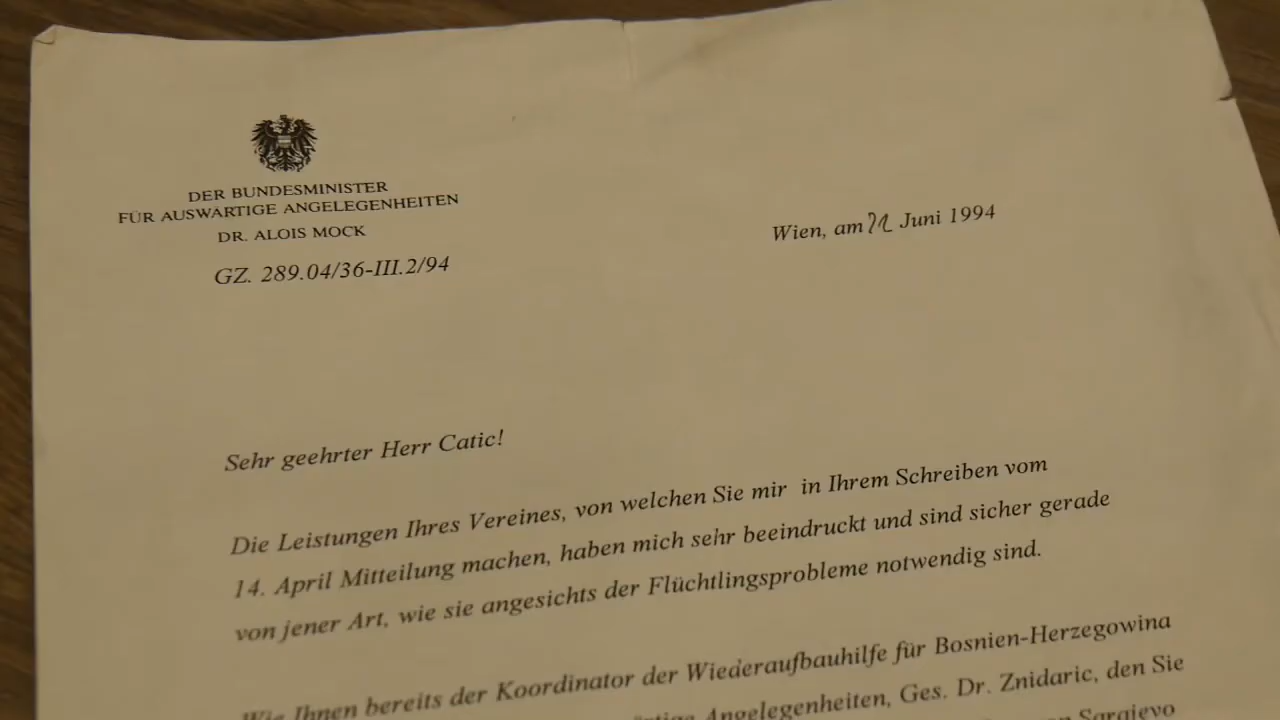 DER BUNDESMINISTER
FÜR AUSWÄRTIGE ANGELEGENHEITEN
DR. ALOIS MOCK
GZ. 289.04/36-III.2/94
Wien, am 21 Juni 1994
Sehr geehrter Herr Catic!
Die Leistungen Ihres Vereines, von welchen Sie mir in Ihrem Schreiben vom
14. April Mitteilung machen, haben mich sehr beeindruckt und sind sicher gerade
von jener Art, wie sie angesichts der Flüchtlingsprobleme notwendig sind.
Wie Ihnen bereits der Koordinator der Wiederaufbauhilfe für Bosnien-Herzegowina
Angelegenheiten, Ges. Dr. Znidaric, den Sie
Sarajevo